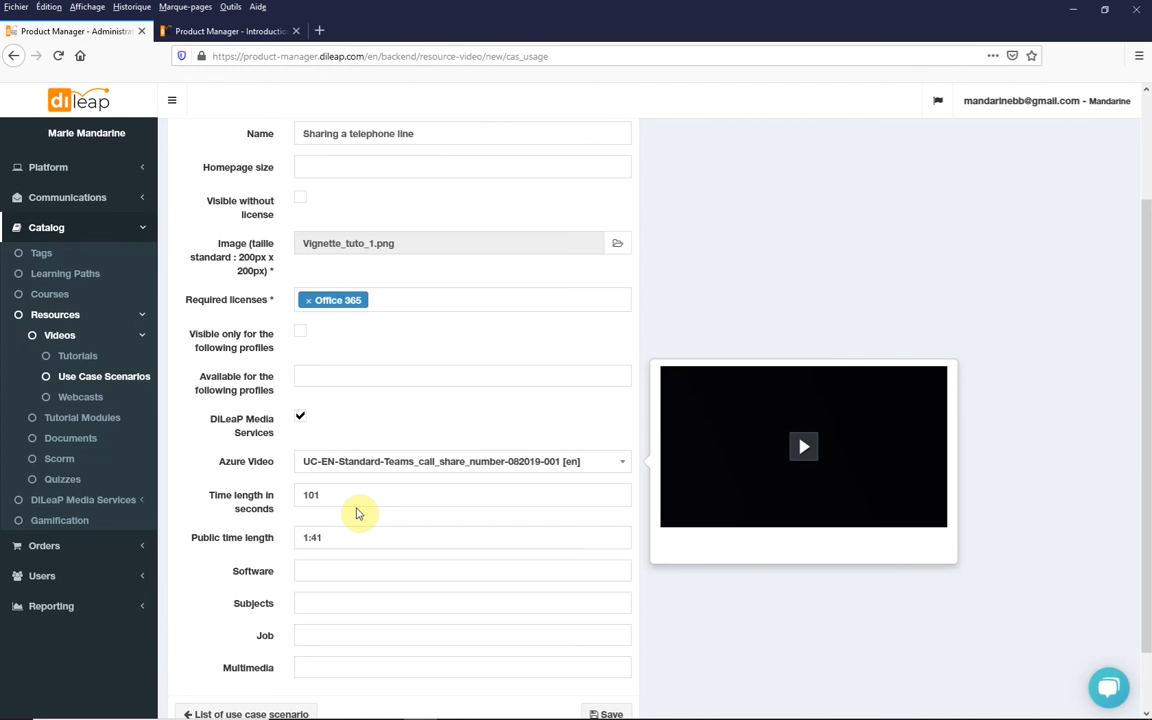 Fichier Édition Affichage Historique Marque-pages Outils Aide
Product Manager - Administrat
Product Manager - Introductio
https://product-manager.dileap.com/en/backend/resource-video/new/cas_usage
dileap
mandarinebb@gmail.com - Mandarine
Marie Mandarine
Platform
Communications
Catalog
Tags
Learning Paths
Courses
Resources
Videos
Tutorials
Use Case Scenarios
Webcasts
Tutorial Modules
Documents
Scorm
Quizzes
DiLeaP Media Services
Gamification
Orders
Users
Reporting
Name
Sharing a telephone line
Homepage size
Visible without
license
Image (taille
standard : 200px x
200px) *
Vignette_tuto_1.png
Required licenses *
× Office 365
Visible only for the
following profiles
Available for the
following profiles
DiLeaP Media
Services
Azure Video
UC-EN-Standard-Teams_call_share_number-082019-001 [en]
Time length in
seconds
101
Public time length
1:41
Software
Subjects
Job
Multimedia
List of use case scenario
Save